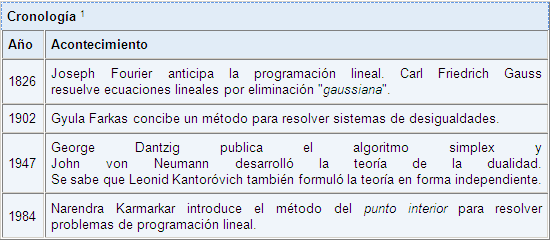 Cronología 1
Año Acontecimiento
1826 Joseph Fourier anticipa la programación lineal. Carl Friedrich Gauss
resuelve ecuaciones lineales por eliminación "gaussiana".
1902 Gyula Farkas concibe un método para resolver sistemas de desigualdades.
1947 George Dantzig publica el algoritmo simplex y
John von Neumann desarrolló la teoría de la dualidad.
Se sabe que Leonid Kantoróvich también formuló la teoría en forma independiente.
1984 Narendra Karmarkar introduce el método del punto interior para resolver
problemas de programación lineal.